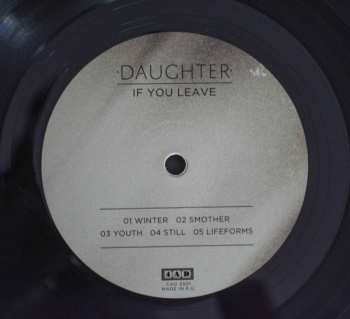 ·DAUGHTER·
IF YOU LEAVE
01 WINTER 02 SMOTHER
03 YOUTH 04 STILL 05 LIFEFORMS
4AD
MADE IN E.U.